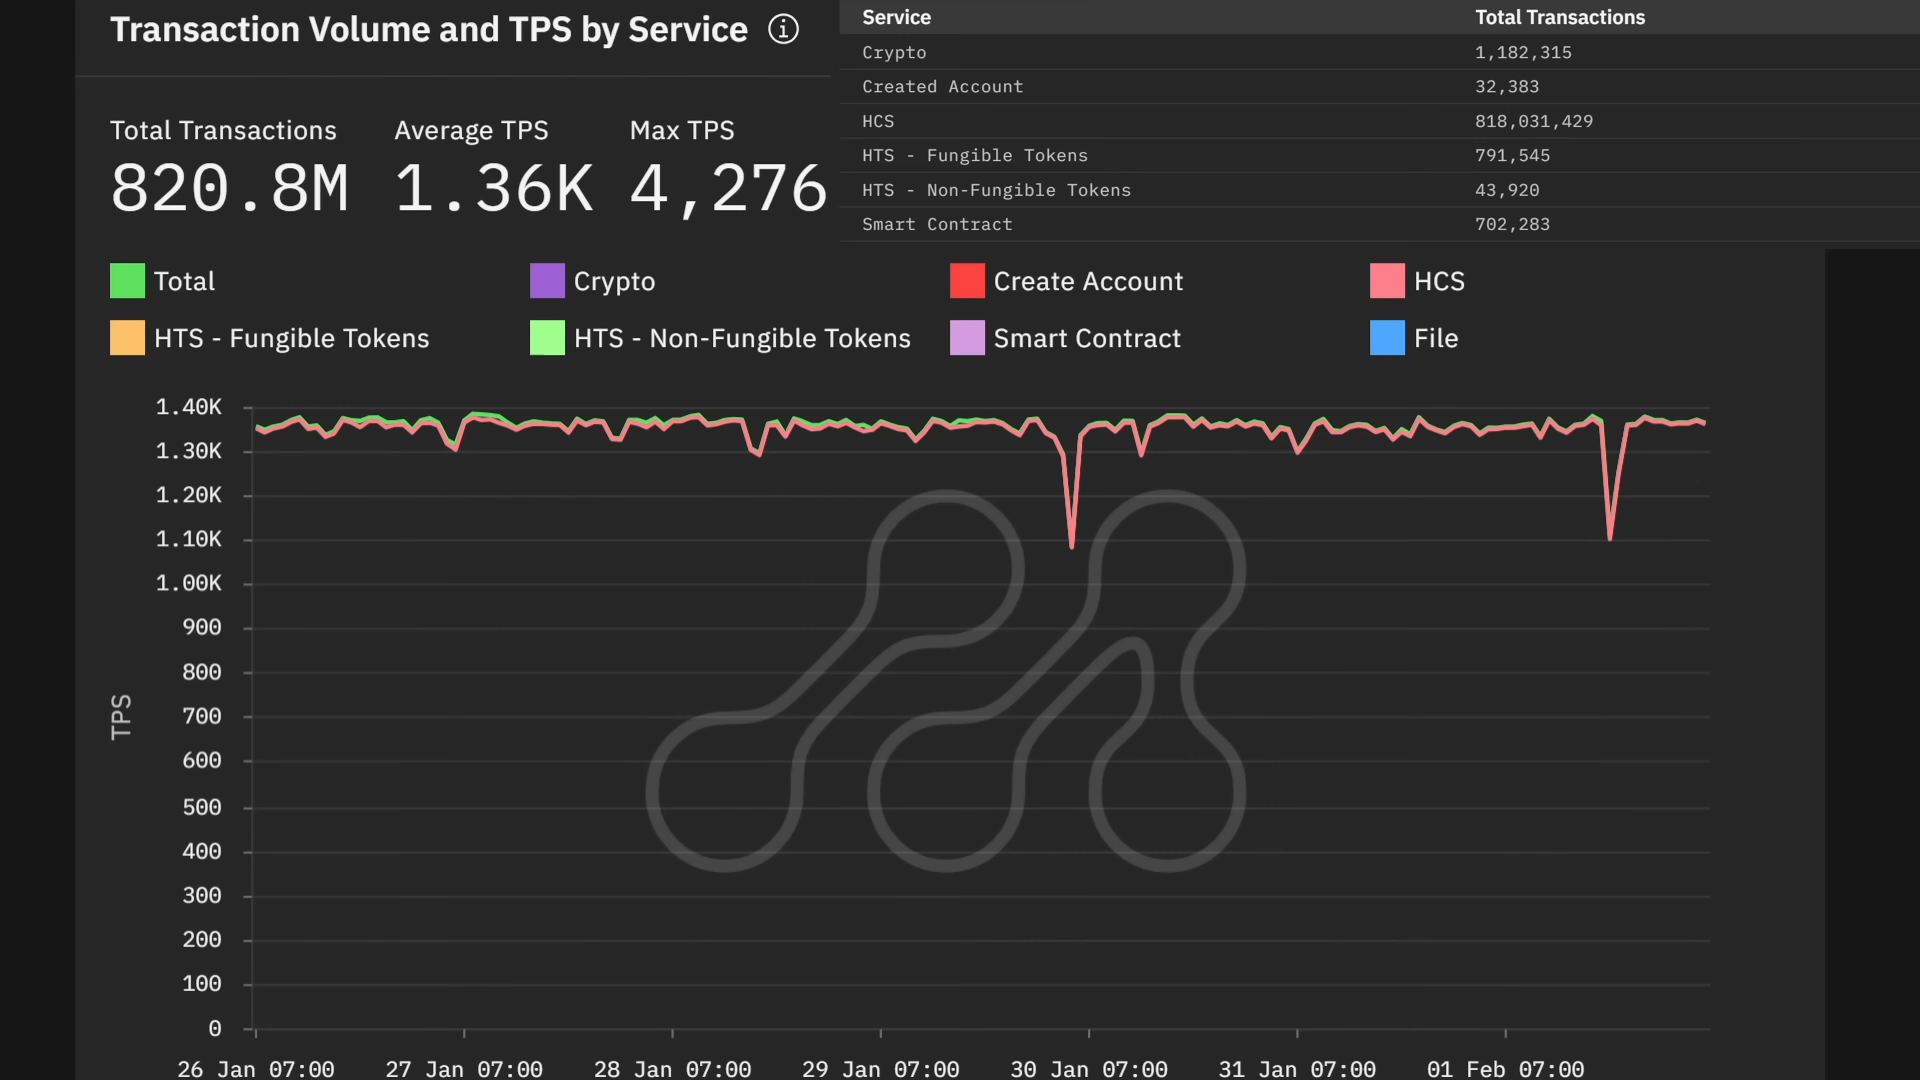 Transaction Volume and TPS by Service
Total Transactions Average TPS Max TPS
820.8M 1.36K 4,276
Service Total Transactions
Crypto 1,182,315
Created Account 32,383
HCS 818,031,429
HTS - Fungible Tokens 791,545
HTS - Non-Fungible Tokens 43,920
Smart Contract 702,283
Total Crypto Create Account HCS
HTS - Fungible Tokens HTS - Non-Fungible Tokens Smart Contract File
1.40K
1.30K
1.20K
1.10K
1.00K
900
800
700
600
500
400
300
200
100
0
TPS
26 Jan 07:00 27 Jan 07:00 28 Jan 07:00 29 Jan 07:00 30 Jan 07:00 31 Jan 07:00 01 Feb 07:00